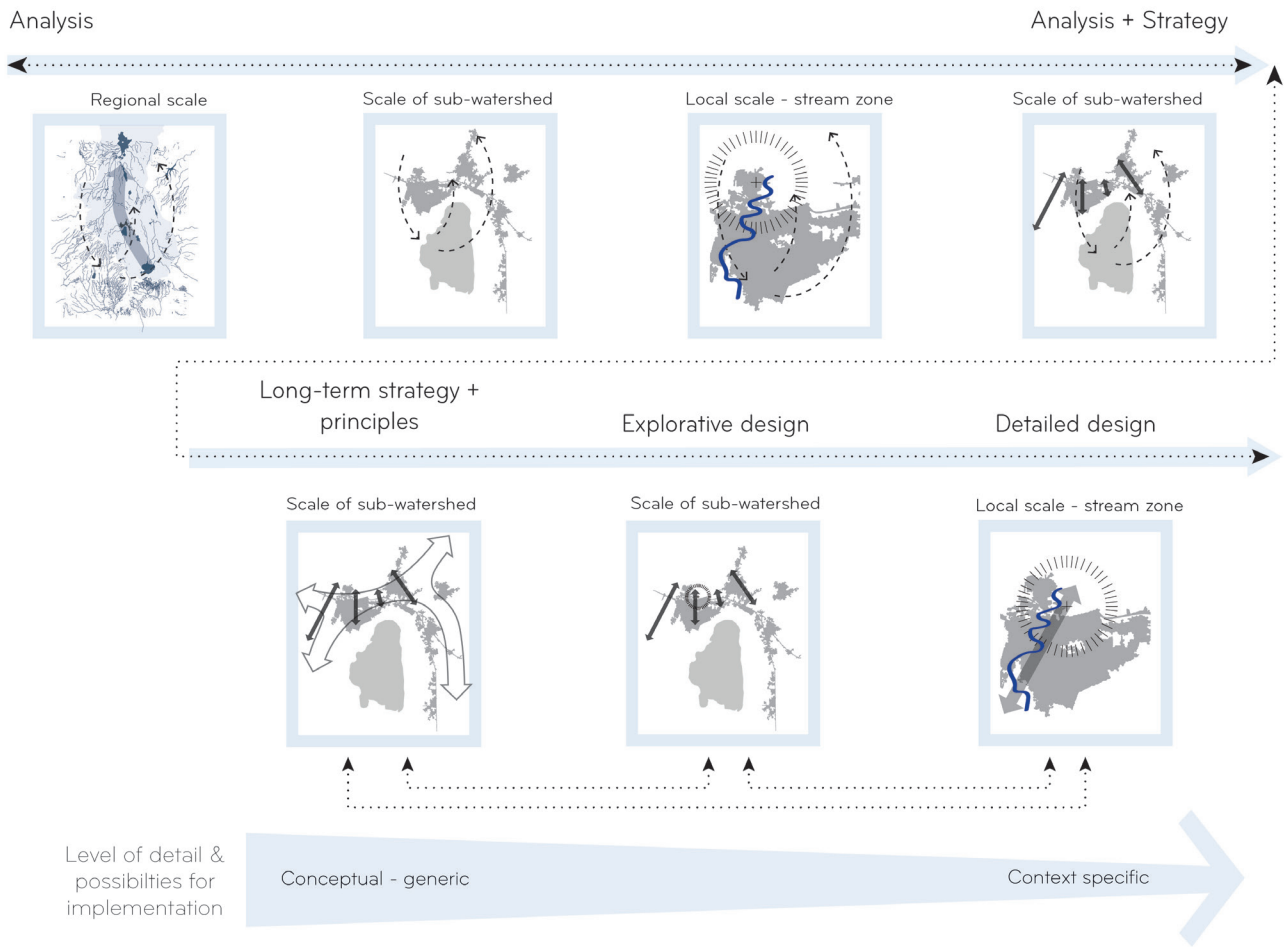 Analysis
Analysis + Strategy
Regional scale
Scale of sub-watershed
Local scale - stream zone
Scale of sub-watershed
Long-term strategy +
principles
Explorative design
Detailed design
Scale of sub-watershed
Scale of sub-watershed
Local scale - stream zone
Level of detail &
possibilties for
implementation
Conceptual - generic
Context specific